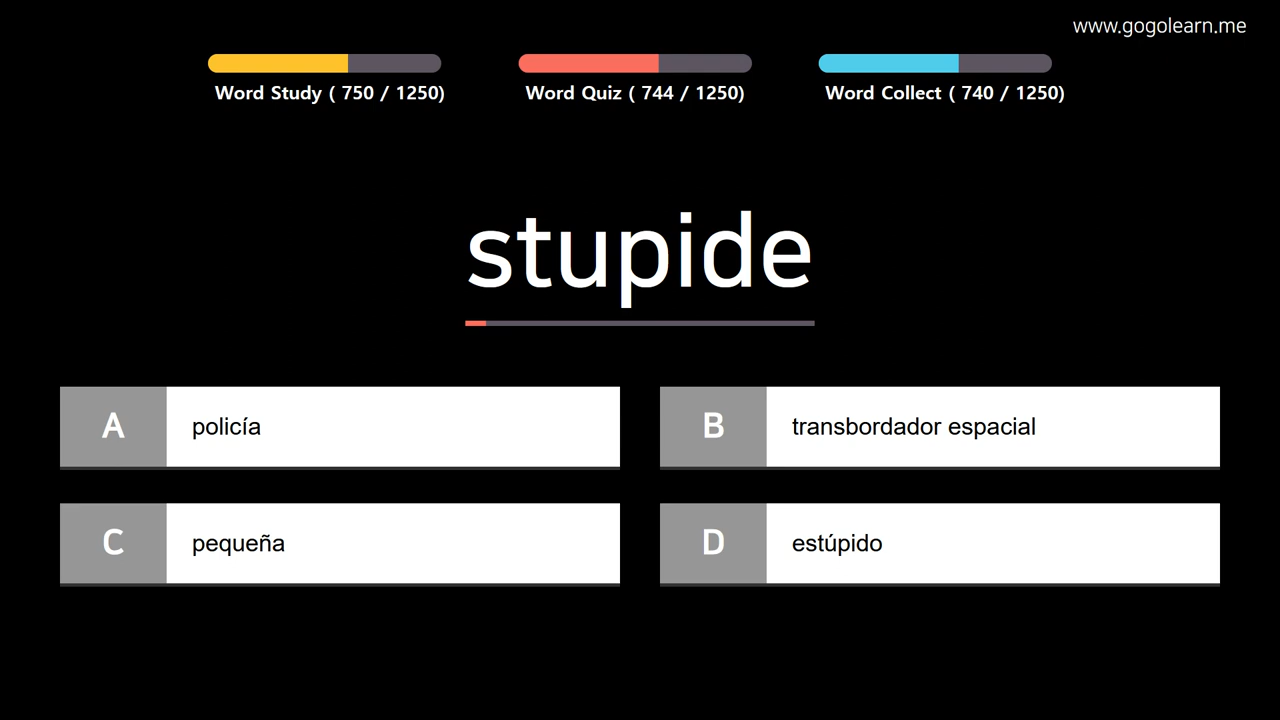 www.gogolearn.me
Word Study ( 750 / 1250)
Word Quiz ( 744 / 1250)
Word Collect ( 740 / 1250)
stupide
A policía
B transbordador espacial
C pequeña
D estúpido